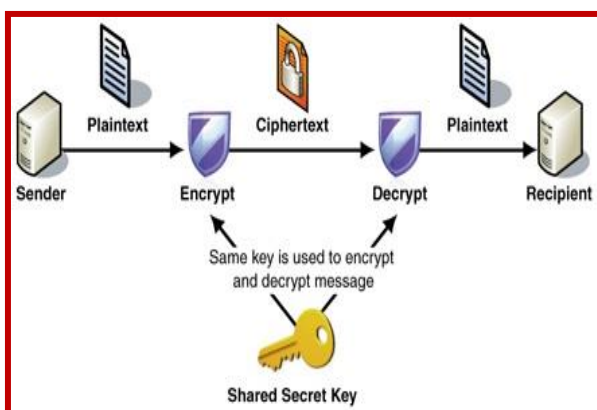 Plaintext
Ciphertext
Plaintext
Sender
Encrypt
Decrypt
Recipient
Same key is used to encrypt
and decrypt message
Shared Secret Key